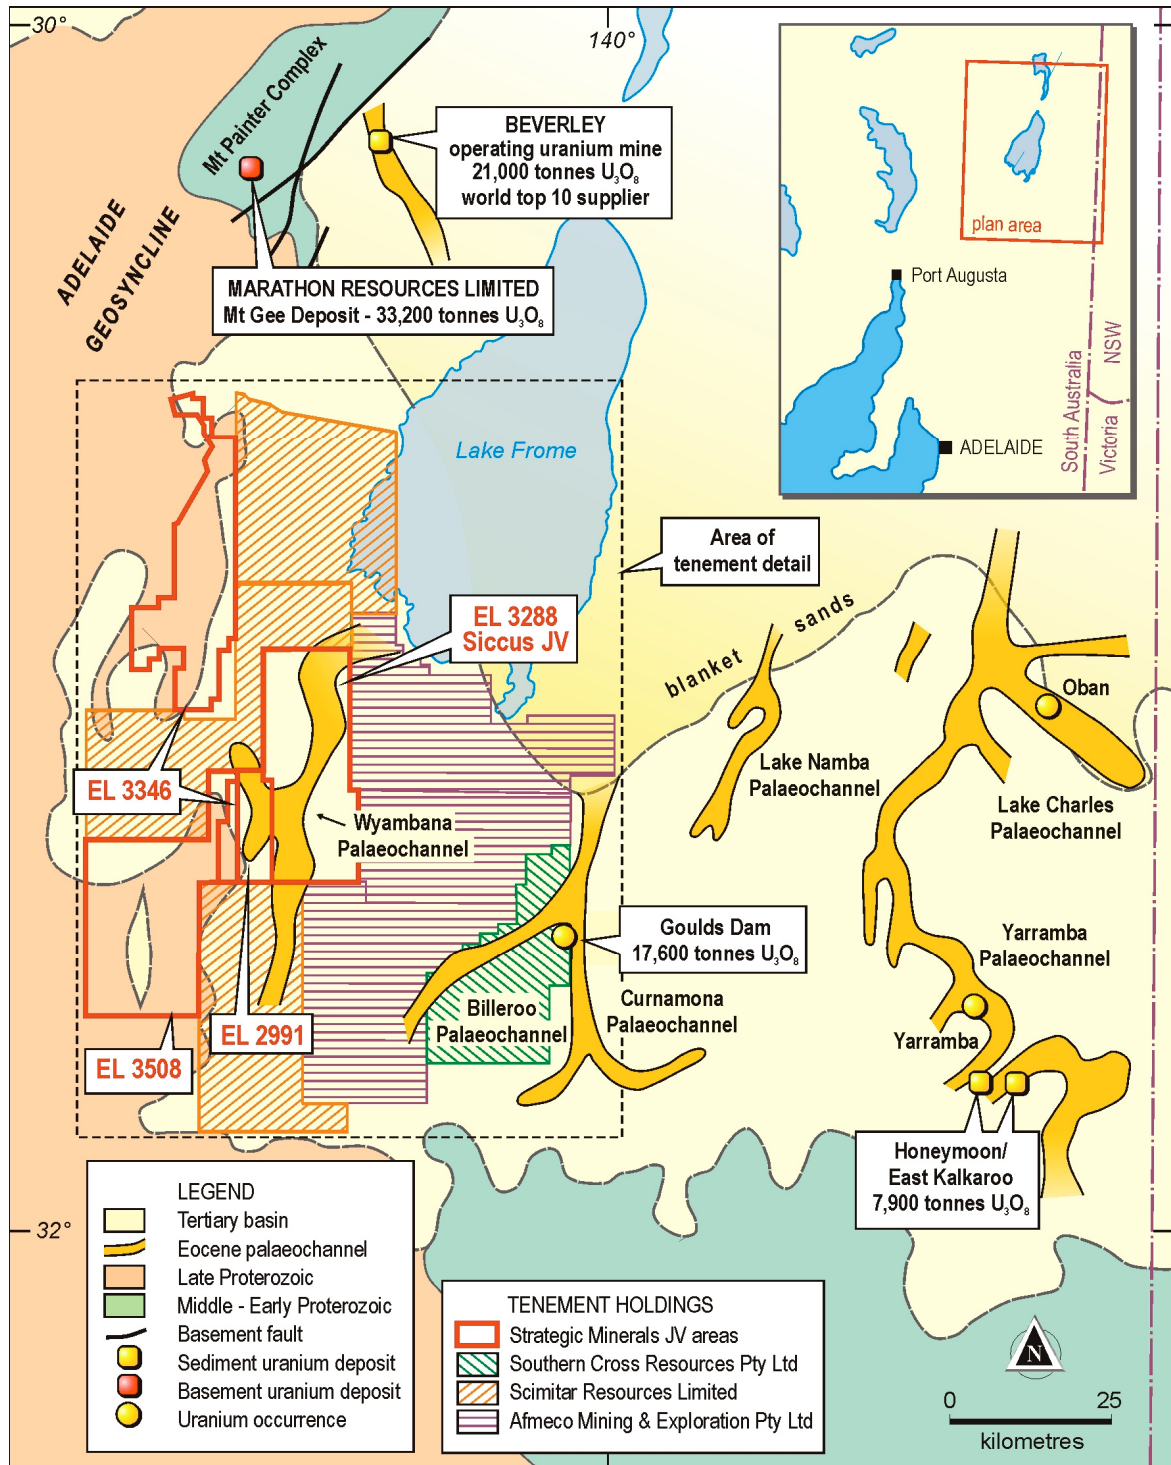 30°
140°
Mt Painter Complex
BEVERLEY
operating uranium mine
21,000 tonnes U₃O₈
world top 10 supplier
plan area
Port Augusta
ADELAIDE
South Australia
NSW
Victoria
ADELAIDE
GEOSYNCLINE
MARATHON RESOURCES LIMITED
Mt Gee Deposit - 33,200 tonnes U₃O₈
Lake Frome
Area of
tenement detail
EL 3288
Siccus JV
blanket sands
Oban
Lake Namba
Palaeochannel
EL 3346
Lake Charles
Palaeochannel
Wyambana
Palaeochannel
Goulds Dam
17,600 tonnes U₃O₈
Yarramba
Palaeochannel
Billeroo
Palaeochannel
Curnamona
Palaeochannel
EL 2991
Yarramba
EL 3508
Honeymoon/
East Kalkaroo
7,900 tonnes U₃O₈
32°
LEGEND
Tertiary basin
Eocene palaeochannel
Late Proterozoic
Middle - Early Proterozoic
Basement fault
Sediment uranium deposit
Basement uranium deposit
Uranium occurrence
TENEMENT HOLDINGS
Strategic Minerals JV areas
Southern Cross Resources Pty Ltd
Scimitar Resources Limited
Afmeco Mining & Exploration Pty Ltd
N
0 25
kilometres